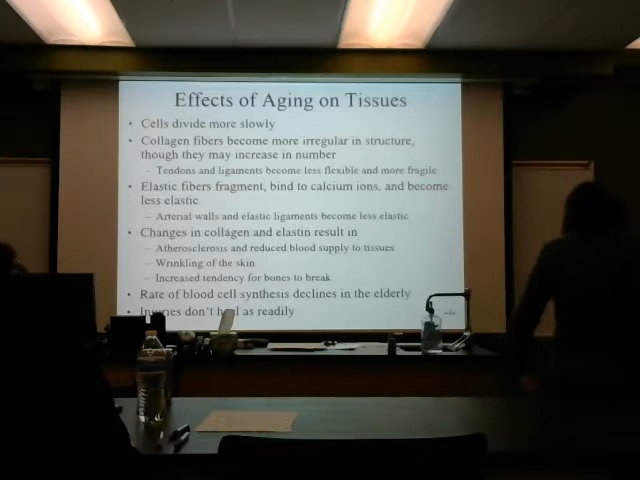 Effects of Aging on Tissues
• Cells divide more slowly
• Collagen fibers become more irregular in structure,
though they may increase in number
– Tendons and ligaments become less flexible and more fragile
• Elastic fibers fragment, bind to calcium ions, and become
less elastic
– Arterial walls and elastic ligaments become less elastic
• Changes in collagen and elastin result in
– Atherosclerosis and reduced blood supply to tissues
– Wrinkling of the skin
– Increased tendency for bones to break
• Rate of blood cell synthesis declines in the elderly
• Injuries don't heal as readily